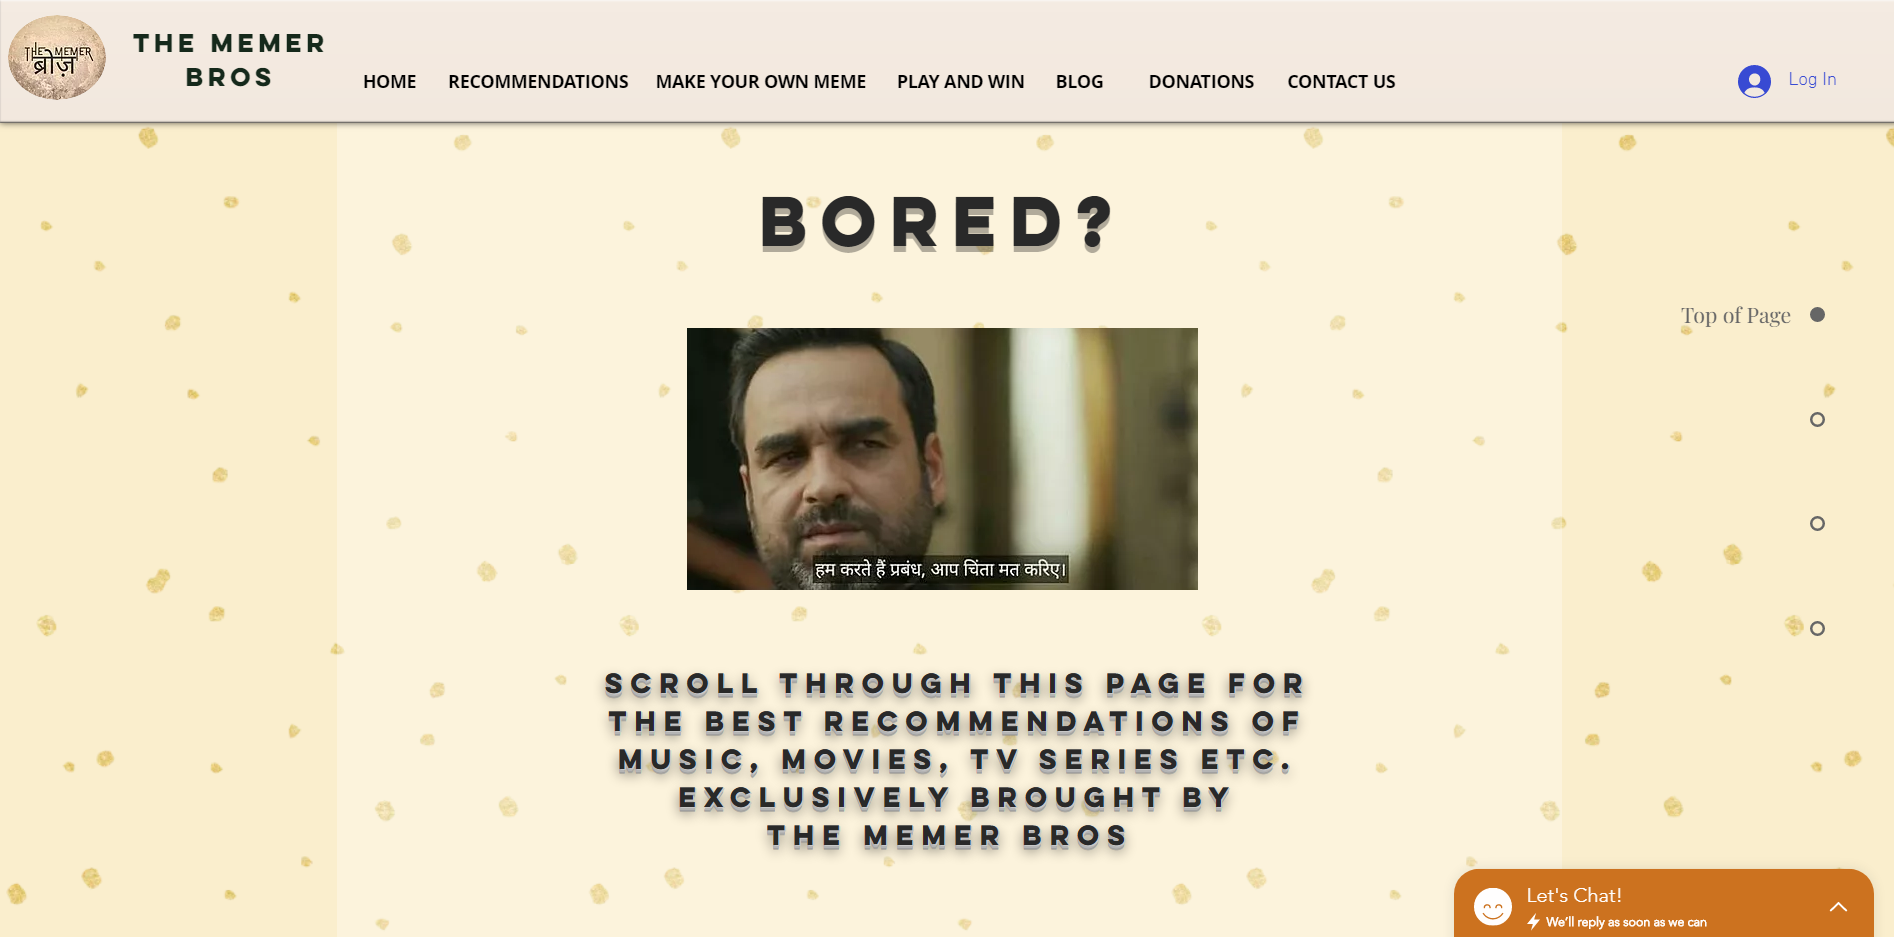 THE MEMER
ब्रोज़
THE MEMER
BROS
HOME
RECOMMENDATIONS
MAKE YOUR OWN MEME
PLAY AND WIN
BLOG
DONATIONS
CONTACT US
Log In
BORED?
Top of Page
हम करते हैं प्रबंध, आप चिंता मत करिए।
SCROLL THROUGH THIS PAGE FOR
THE BEST RECOMMENDATIONS OF
MUSIC, MOVIES, TV SERIES ETC.
EXCLUSIVELY BROUGHT BY
THE MEMER BROS
Let's Chat!
We'll reply as soon as we can